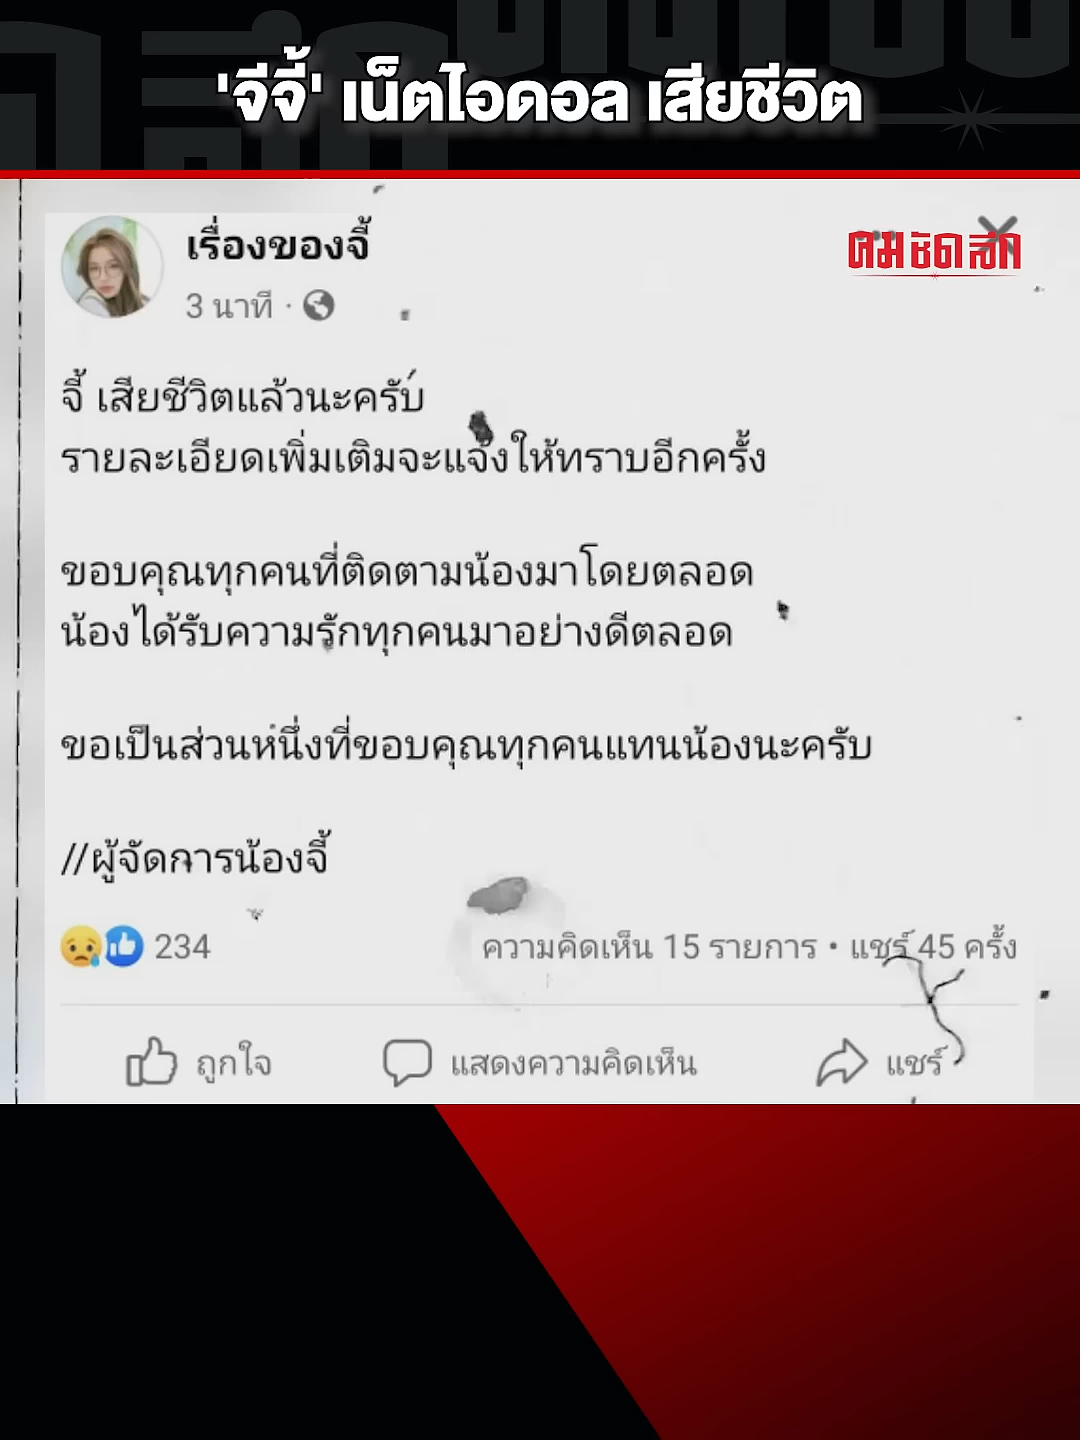 'จีจี้' เน็ตไอดอล เสียชีวิต
เรื่องของจี้
คมชัดลึก
3 นาที ·
จี้ เสียชีวิตแล้วนะครับ
รายละเอียดเพิ่มเติมจะแจ้งให้ทราบอีกครั้ง
ขอบคุณทุกคนที่ติดตามน้องมาโดยตลอด
น้องได้รับความรักทุกคนมาอย่างดีตลอด
ขอเป็นส่วนหนึ่งที่ขอบคุณทุกคนแทนน้องนะครับ
//ผู้จัดการน้องจี้
234 ความคิดเห็น 15 รายการ • แชร์ 45 ครั้ง
ถูกใจ แสดงความคิดเห็น แชร์